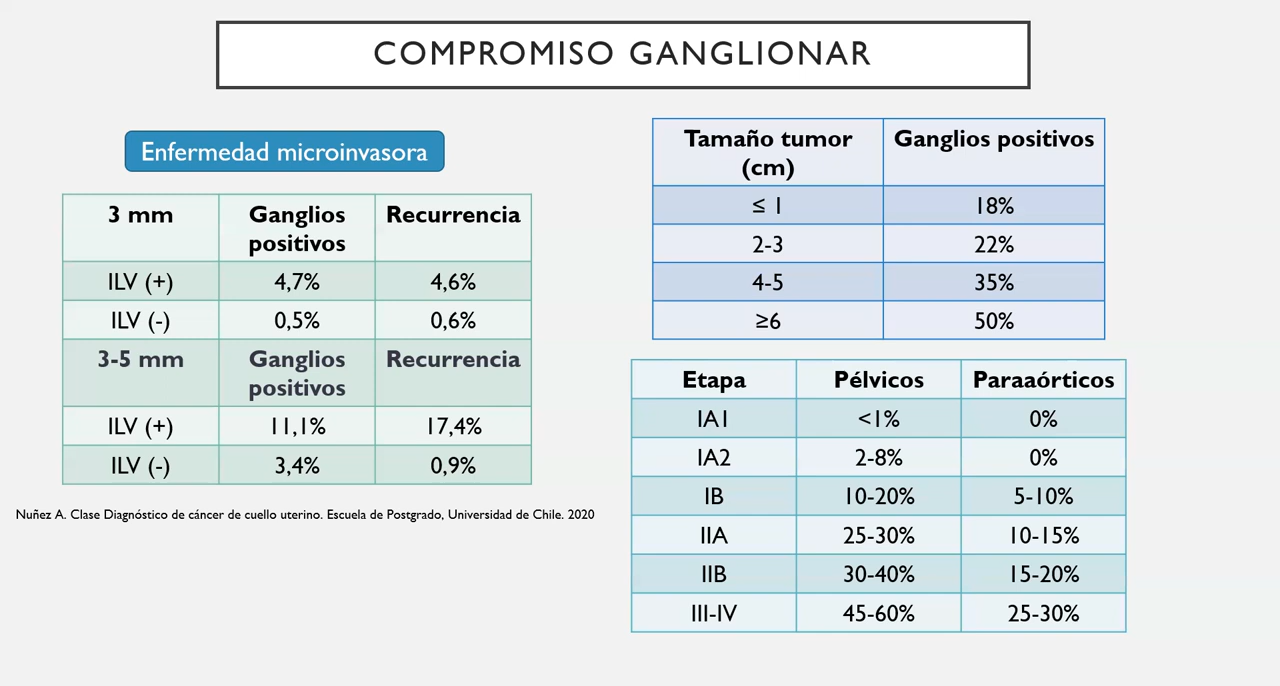 COMPROMISO GANGLIONAR
Enfermedad microinvasora
3 mm Ganglios positivos Recurrencia
ILV (+) 4,7% 4,6%
ILV (-) 0,5% 0,6%
3-5 mm Ganglios positivos Recurrencia
ILV (+) 11,1% 17,4%
ILV (-) 3,4% 0,9%
Nuñez A. Clase Diagnóstico de cáncer de cuello uterino. Escuela de Postgrado, Universidad de Chile. 2020
Tamaño tumor (cm) Ganglios positivos
≤ 1 18%
2-3 22%
4-5 35%
≥6 50%
Etapa Pélvicos Paraaórticos
IA1 <1% 0%
IA2 2-8% 0%
IB 10-20% 5-10%
IIA 25-30% 10-15%
IIB 30-40% 15-20%
III-IV 45-60% 25-30%